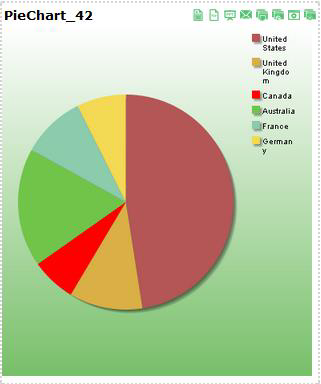 PieChart_42
United
States
United
Kingdo
m
Canada
Australia
France
German
y